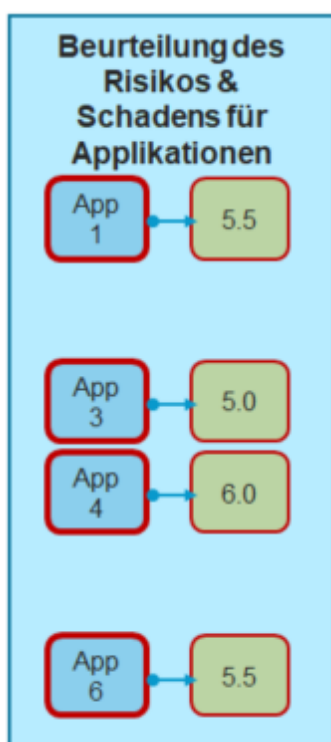 Beurteilung des
Risikos &
Schadens für
Applikationen
App
1
5.5
App
3
5.0
App
4
6.0
App
6
5.5